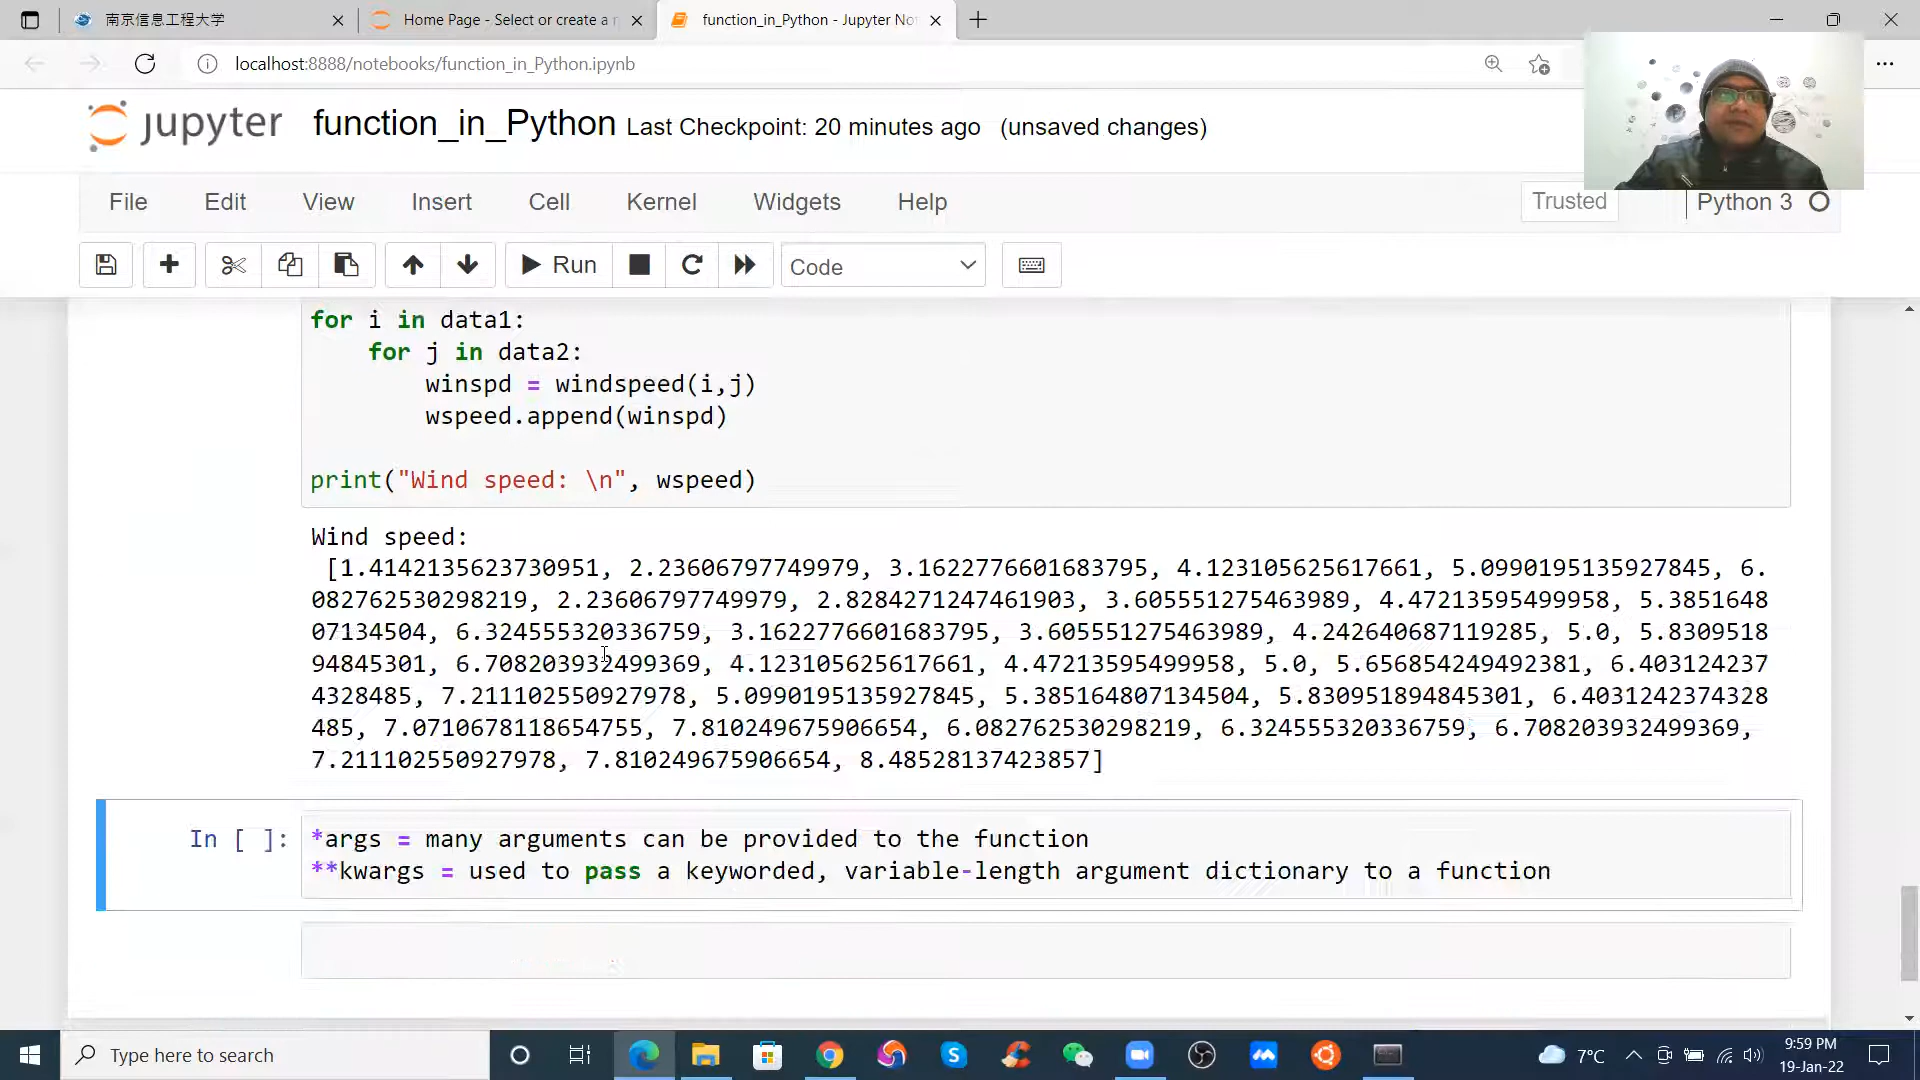 南京信息工程大学
Home Page - Select or create a n
function_in_Python - Jupyter Not
localhost:8888/notebooks/function_in_Python.ipynb
jupyter function_in_Python Last Checkpoint: 20 minutes ago (unsaved changes)
File Edit View Insert Cell Kernel Widgets Help Trusted Python 3
Run Code
for i in data1:
for j in data2:
winspd = windspeed(i,j)
wspeed.append(winspd)
print("Wind speed: \n", wspeed)
Wind speed:
[1.4142135623730951, 2.23606797749979, 3.1622776601683795, 4.123105625617661, 5.0990195135927845, 6.
082762530298219, 2.23606797749979, 2.8284271247461903, 3.605551275463989, 4.47213595499958, 5.3851648
07134504, 6.324555320336759, 3.1622776601683795, 3.605551275463989, 4.242640687119285, 5.0, 5.8309518
94845301, 6.708203932499369, 4.123105625617661, 4.47213595499958, 5.0, 5.656854249492381, 6.403124237
4328485, 7.211102550927978, 5.0990195135927845, 5.385164807134504, 5.830951894845301, 6.4031242374328
485, 7.0710678118654755, 7.810249675906654, 6.082762530298219, 6.324555320336759, 6.708203932499369,
7.211102550927978, 7.810249675906654, 8.48528137423857]
In [ ]: *args = many arguments can be provided to the function
**kwargs = used to pass a keyworded, variable-length argument dictionary to a function
Type here to search
7°C
9:59 PM
19-Jan-22